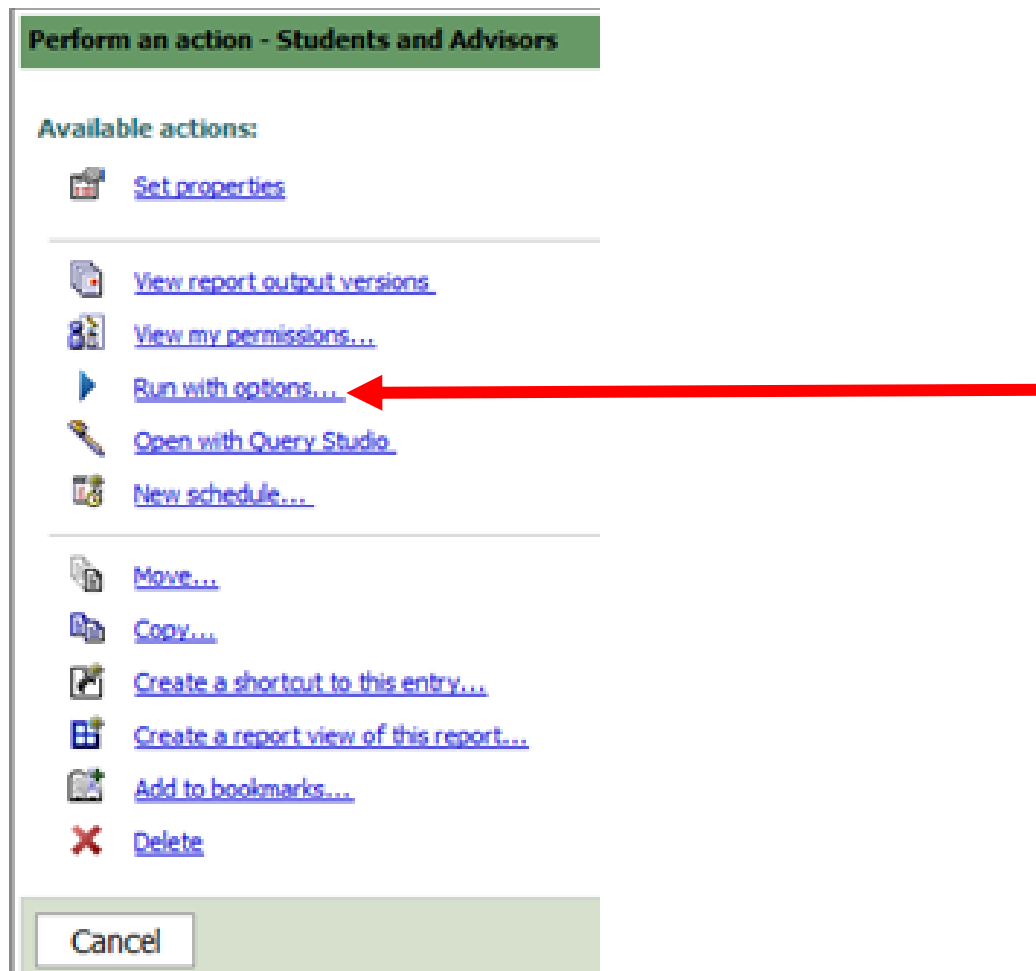 Perform an action - Students and Advisors
Available actions:
Set properties
View report output versions
View my permissions...
Run with options...
Open with Query Studio
New schedule...
Move...
Copy...
Create a shortcut to this entry...
Create a report view of this report...
Add to bookmarks...
Delete
Cancel